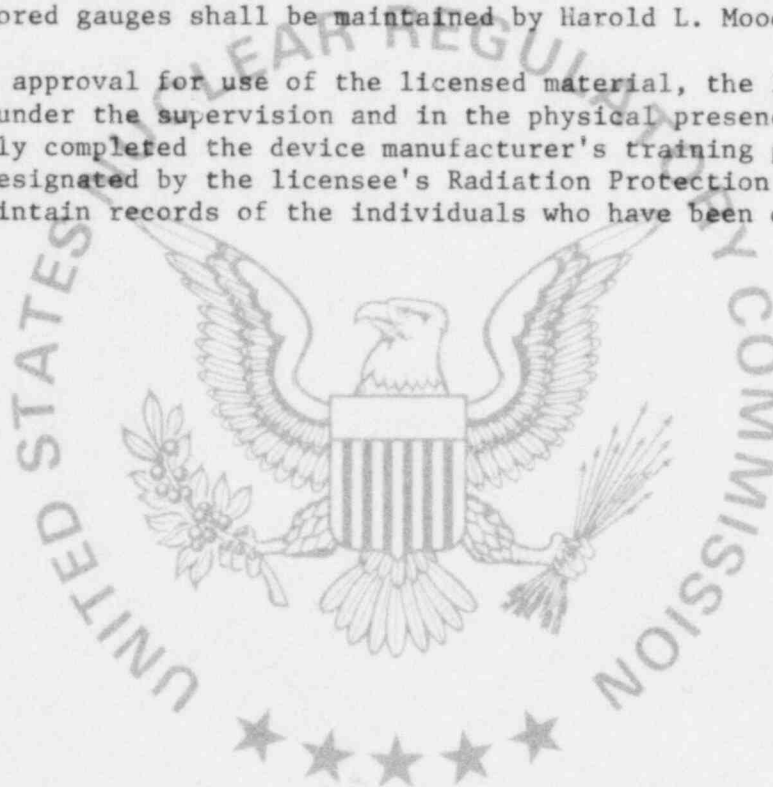 ored gauges shall be maintained by Harold L. Moo
approval for use of the licensed material, the
under the supervision and in the physical presen
ly completed the device manufacturer's training
esignated by the licensee's Radiation Protection
intain records of the individuals who have been
UNITED STATES NUCLEAR REGULATORY COMMISSION